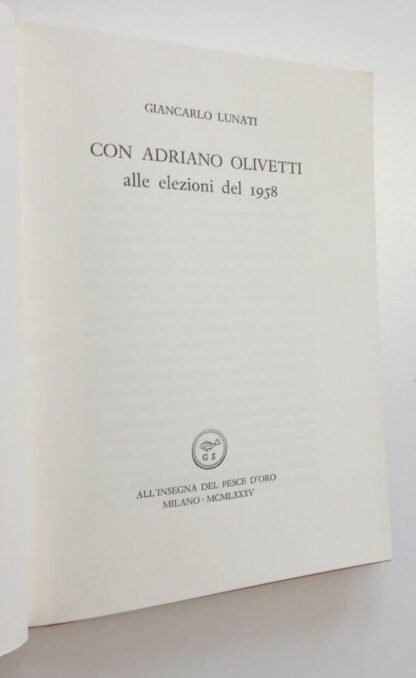 GIANCARLO LUNATI
CON ADRIANO OLIVETTI
alle elezioni del 1958
G S
ALL'INSEGNA DEL PESCE D'ORO
MILANO · MCMLXXXV